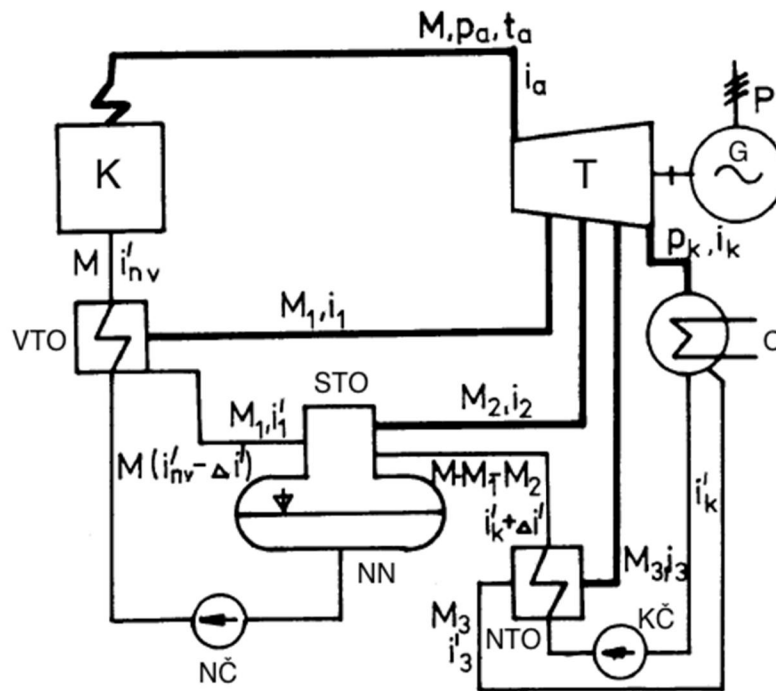 M, pₐ, tₐ
iₐ
P
G
K
T
pₖ, iₖ
M i'ₙᵥ
VTO
M₁, i₁
C
STO
M₁, i'₁
M₂, i₂
M (i'ₙᵥ - Δi')
M-M₁-M₂
i'ₖ + Δi'
i'ₖ
NN
M₃, i₃
M₃
i'₃
NTO
KČ
NČ